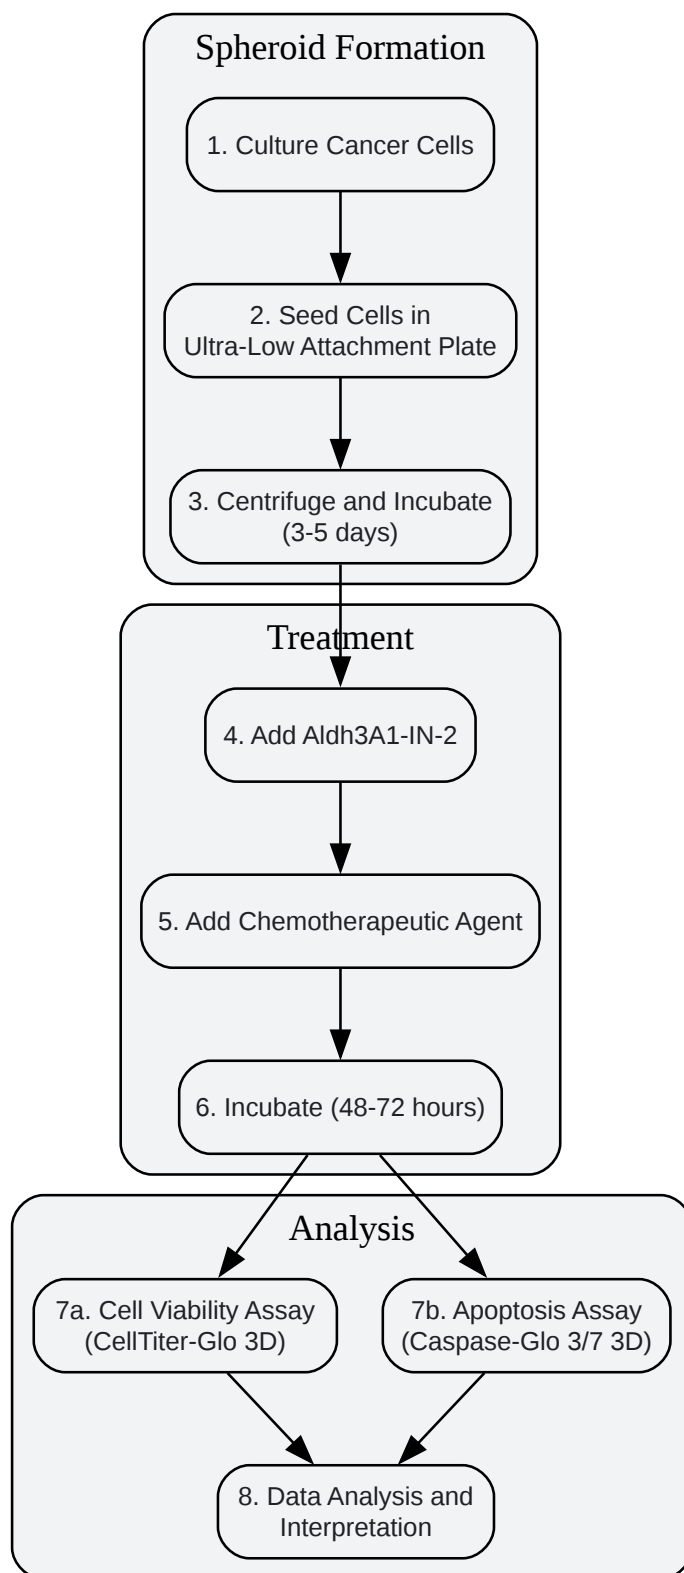 Spheroid Formation
1. Culture Cancer Cells
2. Seed Cells in
Ultra-Low Attachment Plate
3. Centrifuge and Incubate
(3-5 days)
Treatment
4. Add Aldh3A1-IN-2
5. Add Chemotherapeutic Agent
6. Incubate (48-72 hours)
Analysis
7a. Cell Viability Assay
(CellTiter-Glo 3D)
7b. Apoptosis Assay
(Caspase-Glo 3/7 3D)
8. Data Analysis and
Interpretation